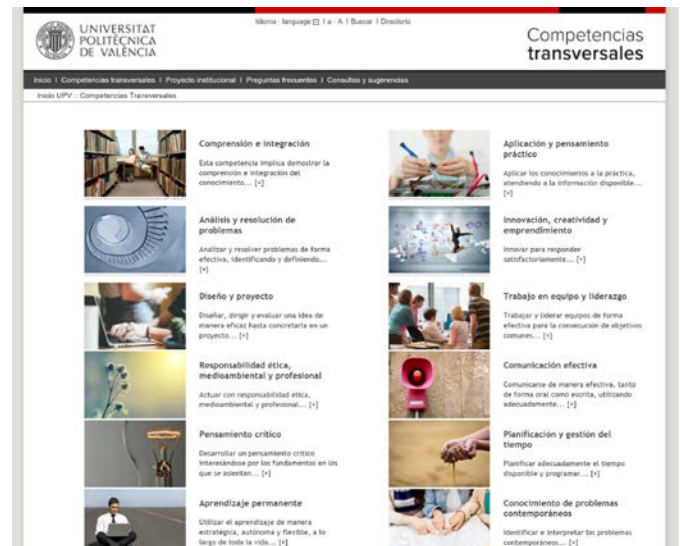 UNIVERSITAT
POLITÈCNICA
DE VALÈNCIA
Idioma · language | a · A | Buscar | Directorio
Competencias
transversales
Inicio | Competencias transversales | Proyecto institucional | Preguntas frecuentes | Consultas y sugerencias
Inicio UPV :: Competencias Transversales
Comprensión e integración
Esta competencia implica demostrar la
comprensión e integración del
conocimiento... [+]
Aplicación y pensamiento
práctico
Aplicar los conocimientos a la práctica,
atendiendo a la información disponible...
[+]
Análisis y resolución de
problemas
Analizar y resolver problemas de forma
efectiva, identificando y definiendo...
[+]
Innovación, creatividad y
emprendimiento
Innovar para responder
satisfactoriamente... [+]
Diseño y proyecto
Diseñar, dirigir y evaluar una idea de
manera eficaz hasta concretarla en un
proyecto... [+]
Trabajo en equipo y liderazgo
Trabajar y liderar equipos de forma
efectiva para la consecución de objetivos
comunes... [+]
Responsabilidad ética,
medioambiental y profesional
Actuar con responsabilidad ética,
medioambiental y profesional... [+]
Comunicación efectiva
Comunicarse de manera efectiva, tanto
de forma oral como escrita, utilizando
adecuadamente... [+]
Pensamiento crítico
Desarrollar un pensamiento crítico
interesándose por los fundamentos en los
que se asientan... [+]
Planificación y gestión del
tiempo
Planificar adecuadamente el tiempo
disponible y programar... [+]
Aprendizaje permanente
Utilizar el aprendizaje de manera
estratégica, autónoma y flexible, a lo
largo de toda la vida... [+]
Conocimiento de problemas
contemporáneos
Identificar e interpretar los problemas
contemporáneos... [+]